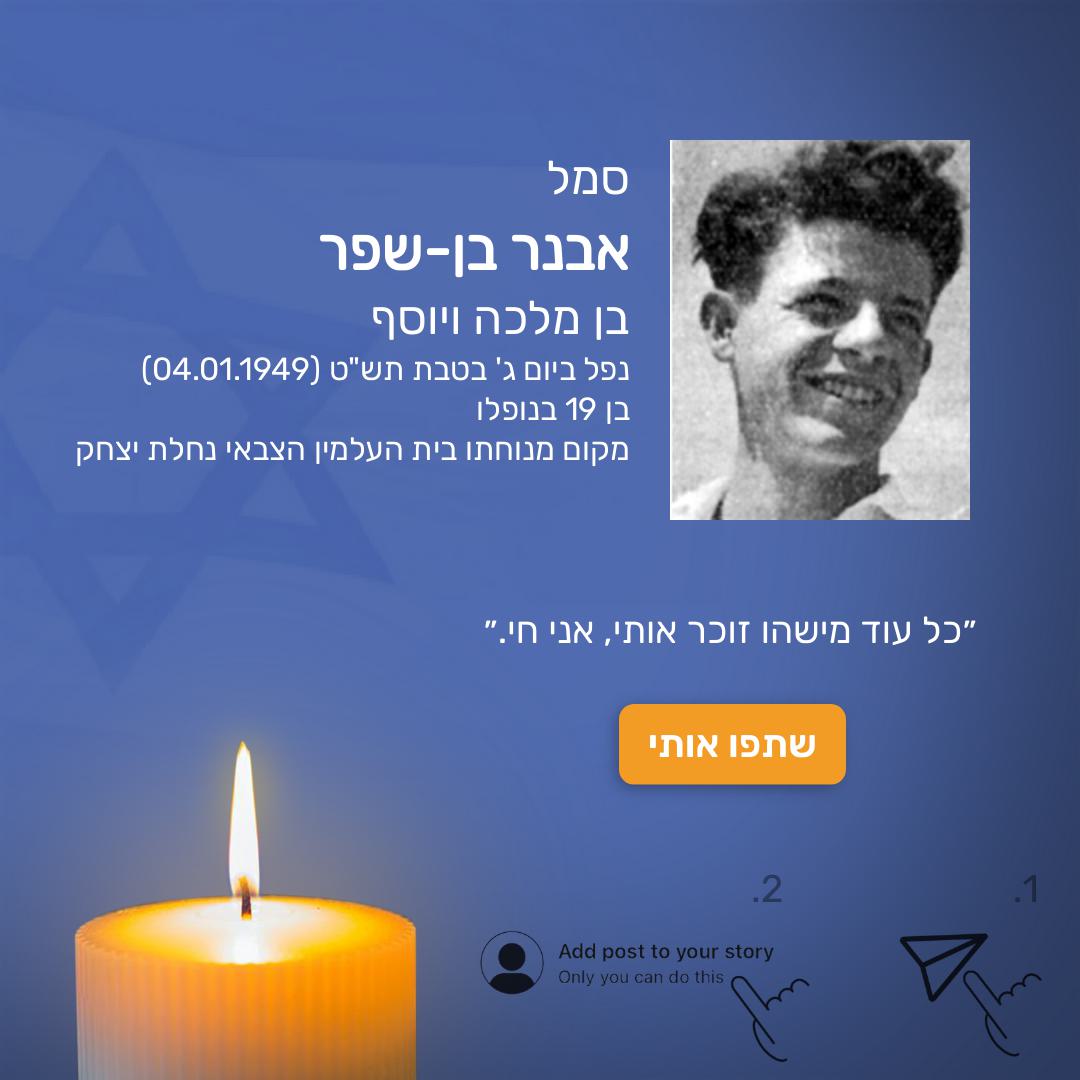 סמל
אבנר בן-שפר
בן מלכה ויוסף
נפל ביום ג' בטבת תש"ט (04.01.1949)
בן 19 בנופלו
מקום מנוחתו בית העלמין הצבאי נחלת יצחק
״כל עוד מישהו זוכר אותי, אני חי.״
שתפו אותי
1.
2.
Add post to your story
Only you can do this